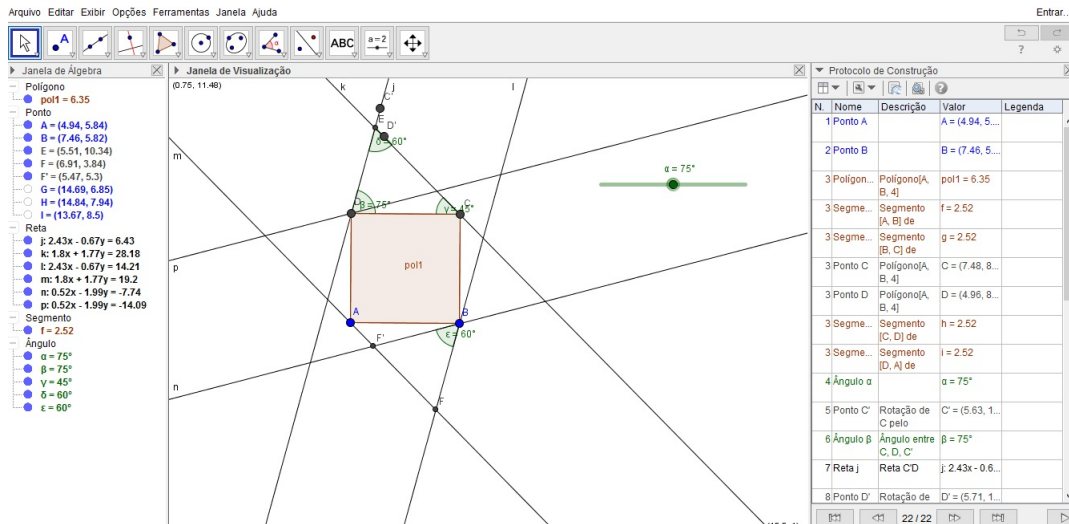 Arquivo Editar Exibir Opções Ferramentas Janela Ajuda
Entrar...
A
α
ABC
a=2
?
Janela de Álgebra
Polígono
pol1 = 6.35
Ponto
A = (4.94, 5.84)
B = (7.46, 5.82)
E = (5.51, 10.34)
F = (6.91, 3.84)
F' = (5.47, 5.3)
G = (14.69, 6.85)
H = (14.84, 7.94)
I = (13.67, 8.5)
Reta
j: 2.43x - 0.67y = 6.43
k: 1.8x + 1.77y = 28.18
l: 2.43x - 0.67y = 14.21
m: 1.8x + 1.77y = 19.2
n: 0.52x - 1.99y = -7.74
p: 0.52x - 1.99y = -14.09
Segmento
f = 2.52
Ângulo
α = 75°
β = 75°
γ = 45°
δ = 60°
ε = 60°
Janela de Visualização
(0.75, 11.48)
k
j
l
C'
E
D'
δ = 60°
m
α = 75°
D
β = 75°
γ = 45°
C
p
pol1
A
B
F'
ε = 60°
n
F
Protocolo de Construção
?
N. Nome Descrição Valor Legenda
1 Ponto A A = (4.94, 5....
2 Ponto B B = (7.46, 5....
3 Polígon... Polígono[A, B, 4] pol1 = 6.35
3 Segme... Segmento [A, B] de f = 2.52
3 Segme... Segmento [B, C] de g = 2.52
3 Ponto C Polígono[A, B, 4] C = (7.48, 8...
3 Ponto D Polígono[A, B, 4] D = (4.96, 8...
3 Segme... Segmento [C, D] de h = 2.52
3 Segme... Segmento [D, A] de i = 2.52
4 Ângulo α α = 75°
5 Ponto C' Rotação de C pelo C' = (5.63, 1...
6 Ângulo β Ângulo entre C, D, C' β = 75°
7 Reta j Reta C'D j: 2.43x - 0.6...
8 Ponto D' Rotação de D' = (5.71, 1...
22 / 22